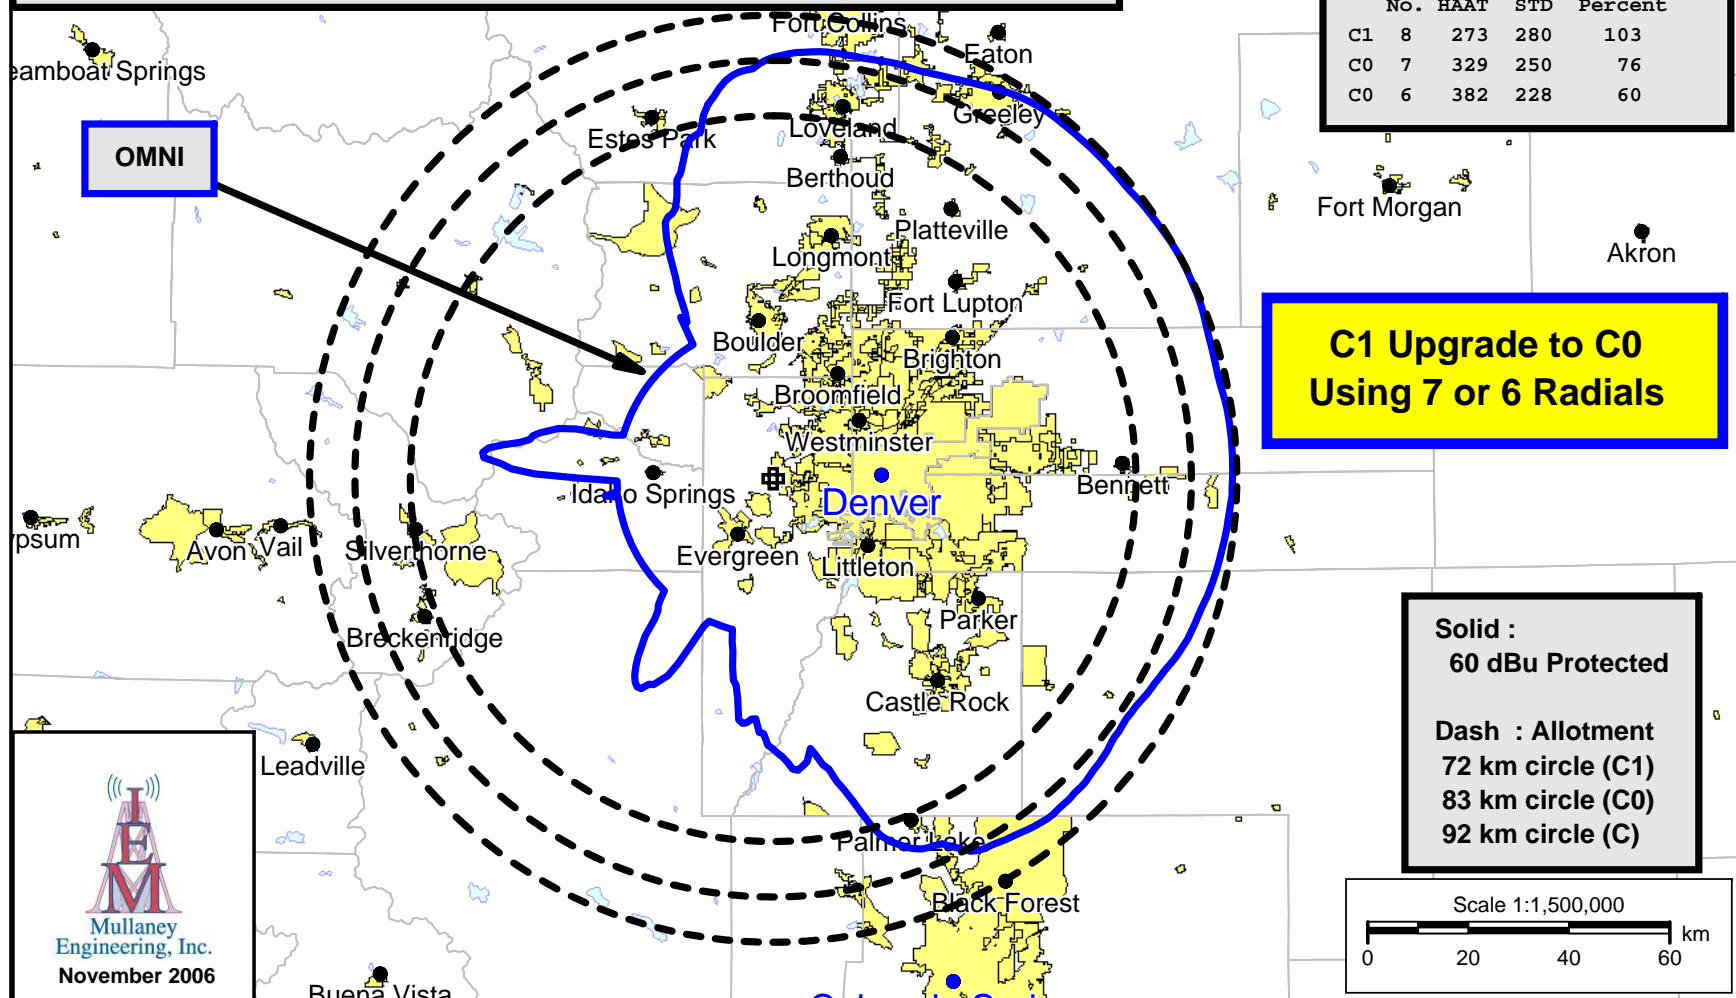 No. HAAT STD Percent
C1 8 273 280 103
C0 7 329 250 76
C0 6 382 228 60
Fort Collins
Eaton
eamboat Springs
Estes Park
Loveland
Greeley
OMNI
Berthoud
Fort Morgan
Platteville
Akron
Longmont
Fort Lupton
Boulder
Brighton
C1 Upgrade to C0
Using 7 or 6 Radials
Broomfield
Westminster
Idaho Springs
Denver
Bennett
ypsum
Avon
Vail
Silverthorne
Evergreen
Littleton
Parker
Breckenridge
Castle Rock
Solid :
60 dBu Protected
Dash : Allotment
72 km circle (C1)
83 km circle (C0)
92 km circle (C)
Leadville
Palmer Lake
Black Forest
I
E
M
Mullaney
Engineering, Inc.
November 2006
Buena Vista
Scale 1:1,500,000
km
0 20 40 60